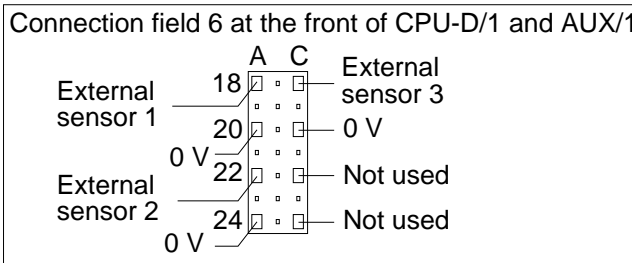 Connection field 6 at the front of CPU-D/1 and AUX/1
A C
External
sensor 1
18
External
sensor 3
20
0 V
0 V
External
sensor 2
22
Not used
24
Not used
0 V